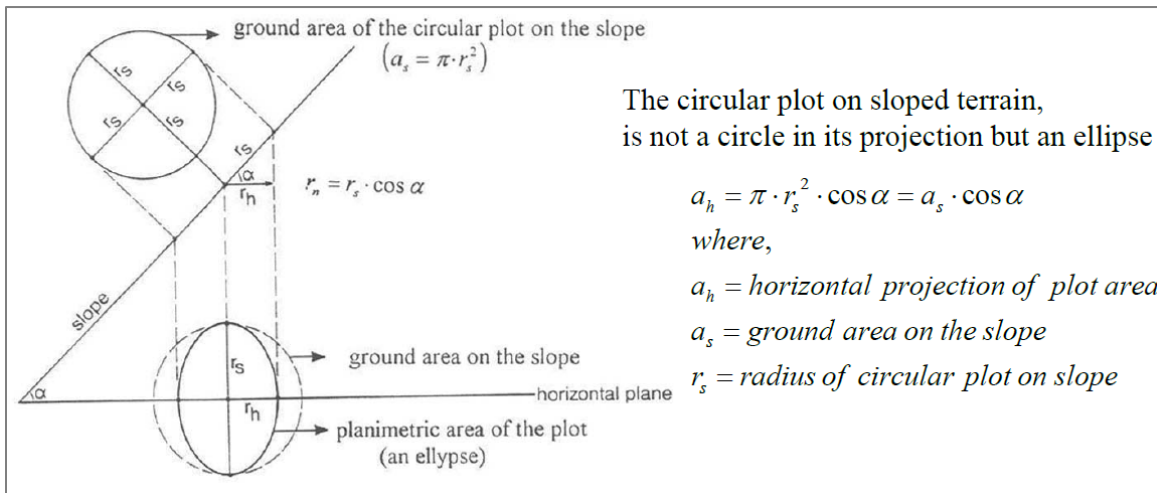 ground area of the circular plot on the slope
(aₛ = π·rₛ²)
rₛ
rₛ
rₛ
rₛ
rₛ
α
rₕ
rₙ = rₛ · cos α
slope
α
rₛ
ground area on the slope
horizontal plane
rₕ
planimetric area of the plot
(an ellypse)
The circular plot on sloped terrain,
is not a circle in its projection but an ellipse
aₕ = π · rₛ² · cos α = aₛ · cos α
where,
aₕ = horizontal projection of plot area
aₛ = ground area on the slope
rₛ = radius of circular plot on slope